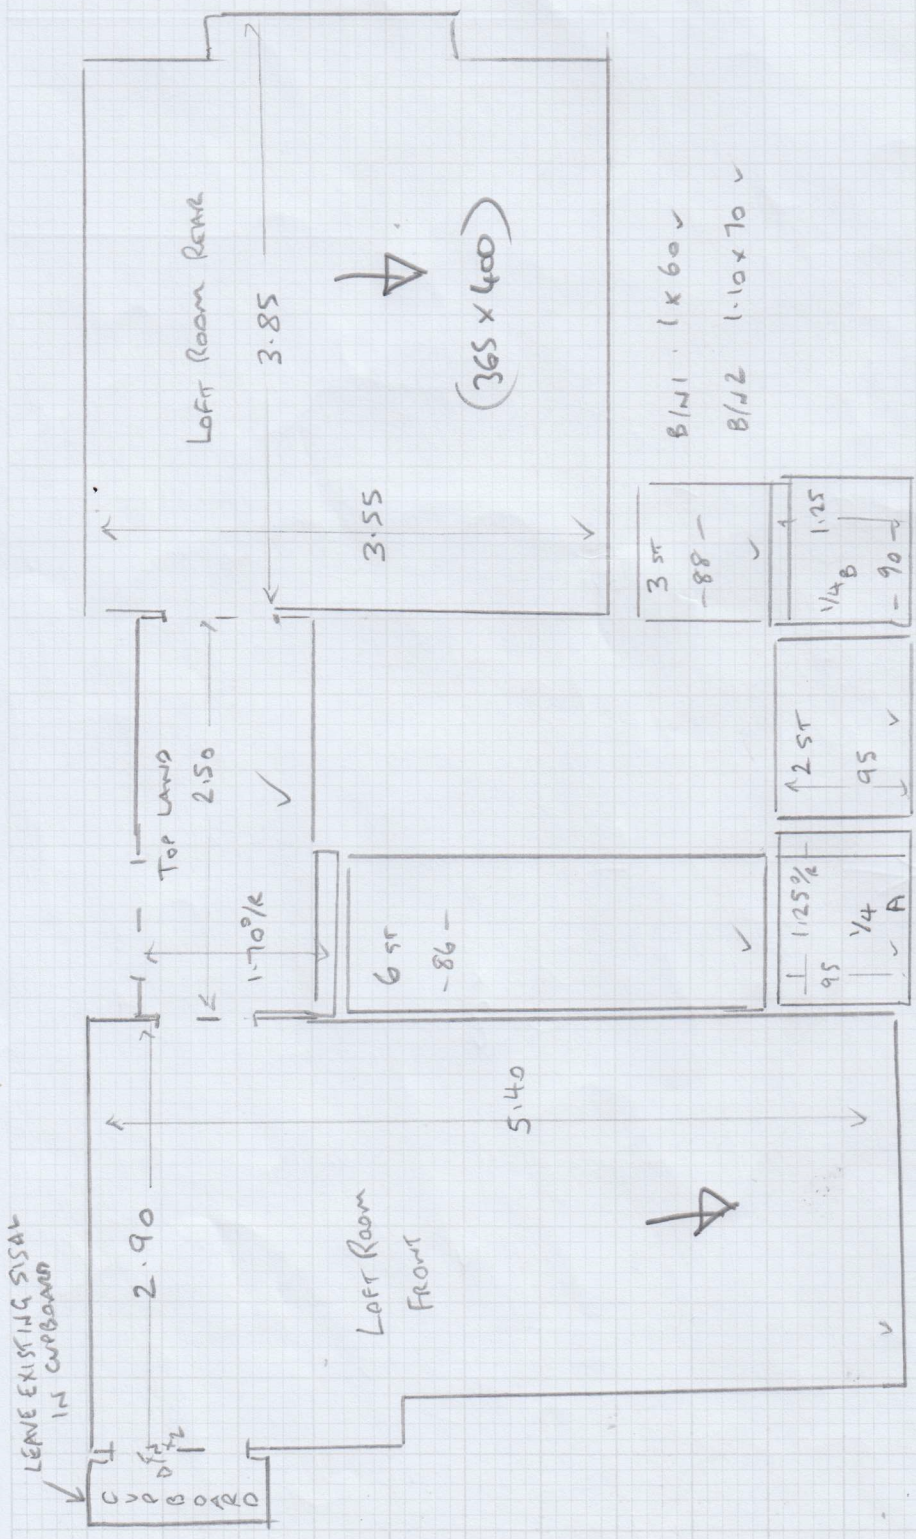 LEAVE EXISTING SISAL
IN CUPBOARD
CUPBOARD
2.90
LOFT ROOM
FRONT
5.40
TOP LAND
2.50
1.70 O/R
6 ST
- 86 -
1.25 O/R
95
1/4
A
2 ST
95
3 ST
- 88 -
1/4 B
1.25
- 90 -
LOFT ROOM REAR
3.85
3.55
(365 x 400)
B/N1 1 x 60 ✓
B/N2 1.10 x 70 ✓